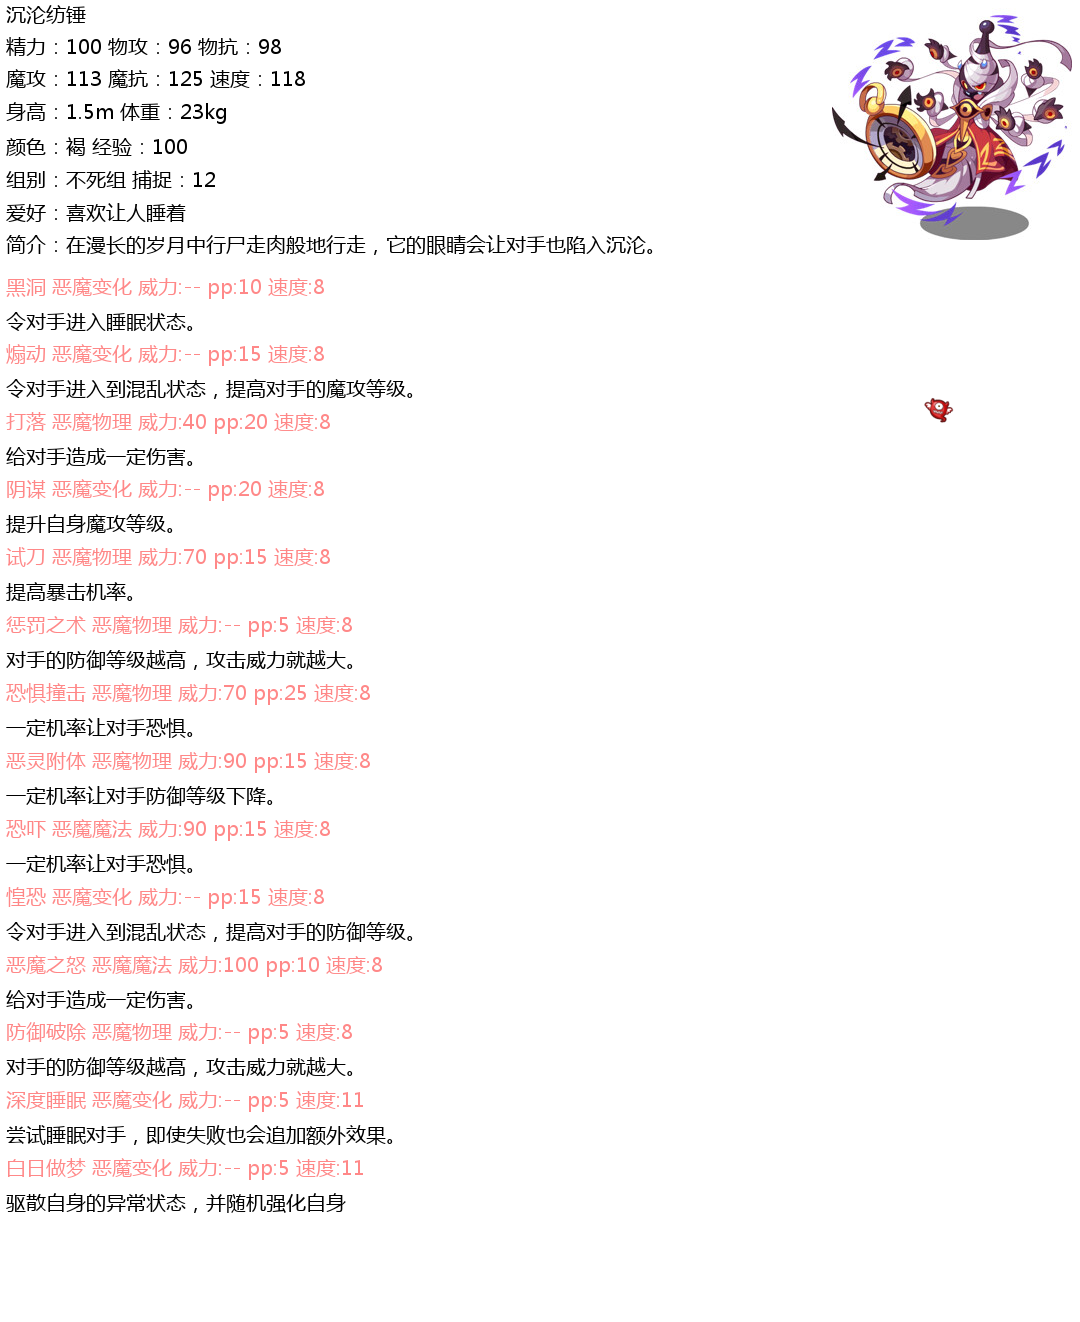 沉沦纺锤
精力：100 物攻：96 物抗：98
魔攻：113 魔抗：125 速度：118
身高：1.5m 体重：23kg
颜色：褐 经验：100
组别：不死组 捕捉：12
爱好：喜欢让人睡着
简介：在漫长的岁月中行尸走肉般地行走，它的眼睛会让对手也陷入沉沦。
黑洞 恶魔变化 威力:-- pp:10 速度:8
令对手进入睡眠状态。
煽动 恶魔变化 威力:-- pp:15 速度:8
令对手进入到混乱状态，提高对手的魔攻等级。
打落 恶魔物理 威力:40 pp:20 速度:8
给对手造成一定伤害。
阴谋 恶魔变化 威力:-- pp:20 速度:8
提升自身魔攻等级。
试刀 恶魔物理 威力:70 pp:15 速度:8
提高暴击机率。
惩罚之术 恶魔物理 威力:-- pp:5 速度:8
对手的防御等级越高，攻击威力就越大。
恐惧撞击 恶魔物理 威力:70 pp:25 速度:8
一定机率让对手恐惧。
恶灵附体 恶魔物理 威力:90 pp:15 速度:8
一定机率让对手防御等级下降。
恐吓 恶魔魔法 威力:90 pp:15 速度:8
一定机率让对手恐惧。
惶恐 恶魔变化 威力:-- pp:15 速度:8
令对手进入到混乱状态，提高对手的防御等级。
恶魔之怒 恶魔魔法 威力:100 pp:10 速度:8
给对手造成一定伤害。
防御破除 恶魔物理 威力:-- pp:5 速度:8
对手的防御等级越高，攻击威力就越大。
深度睡眠 恶魔变化 威力:-- pp:5 速度:11
尝试睡眠对手，即使失败也会追加额外效果。
白日做梦 恶魔变化 威力:-- pp:5 速度:11
驱散自身的异常状态，并随机强化自身